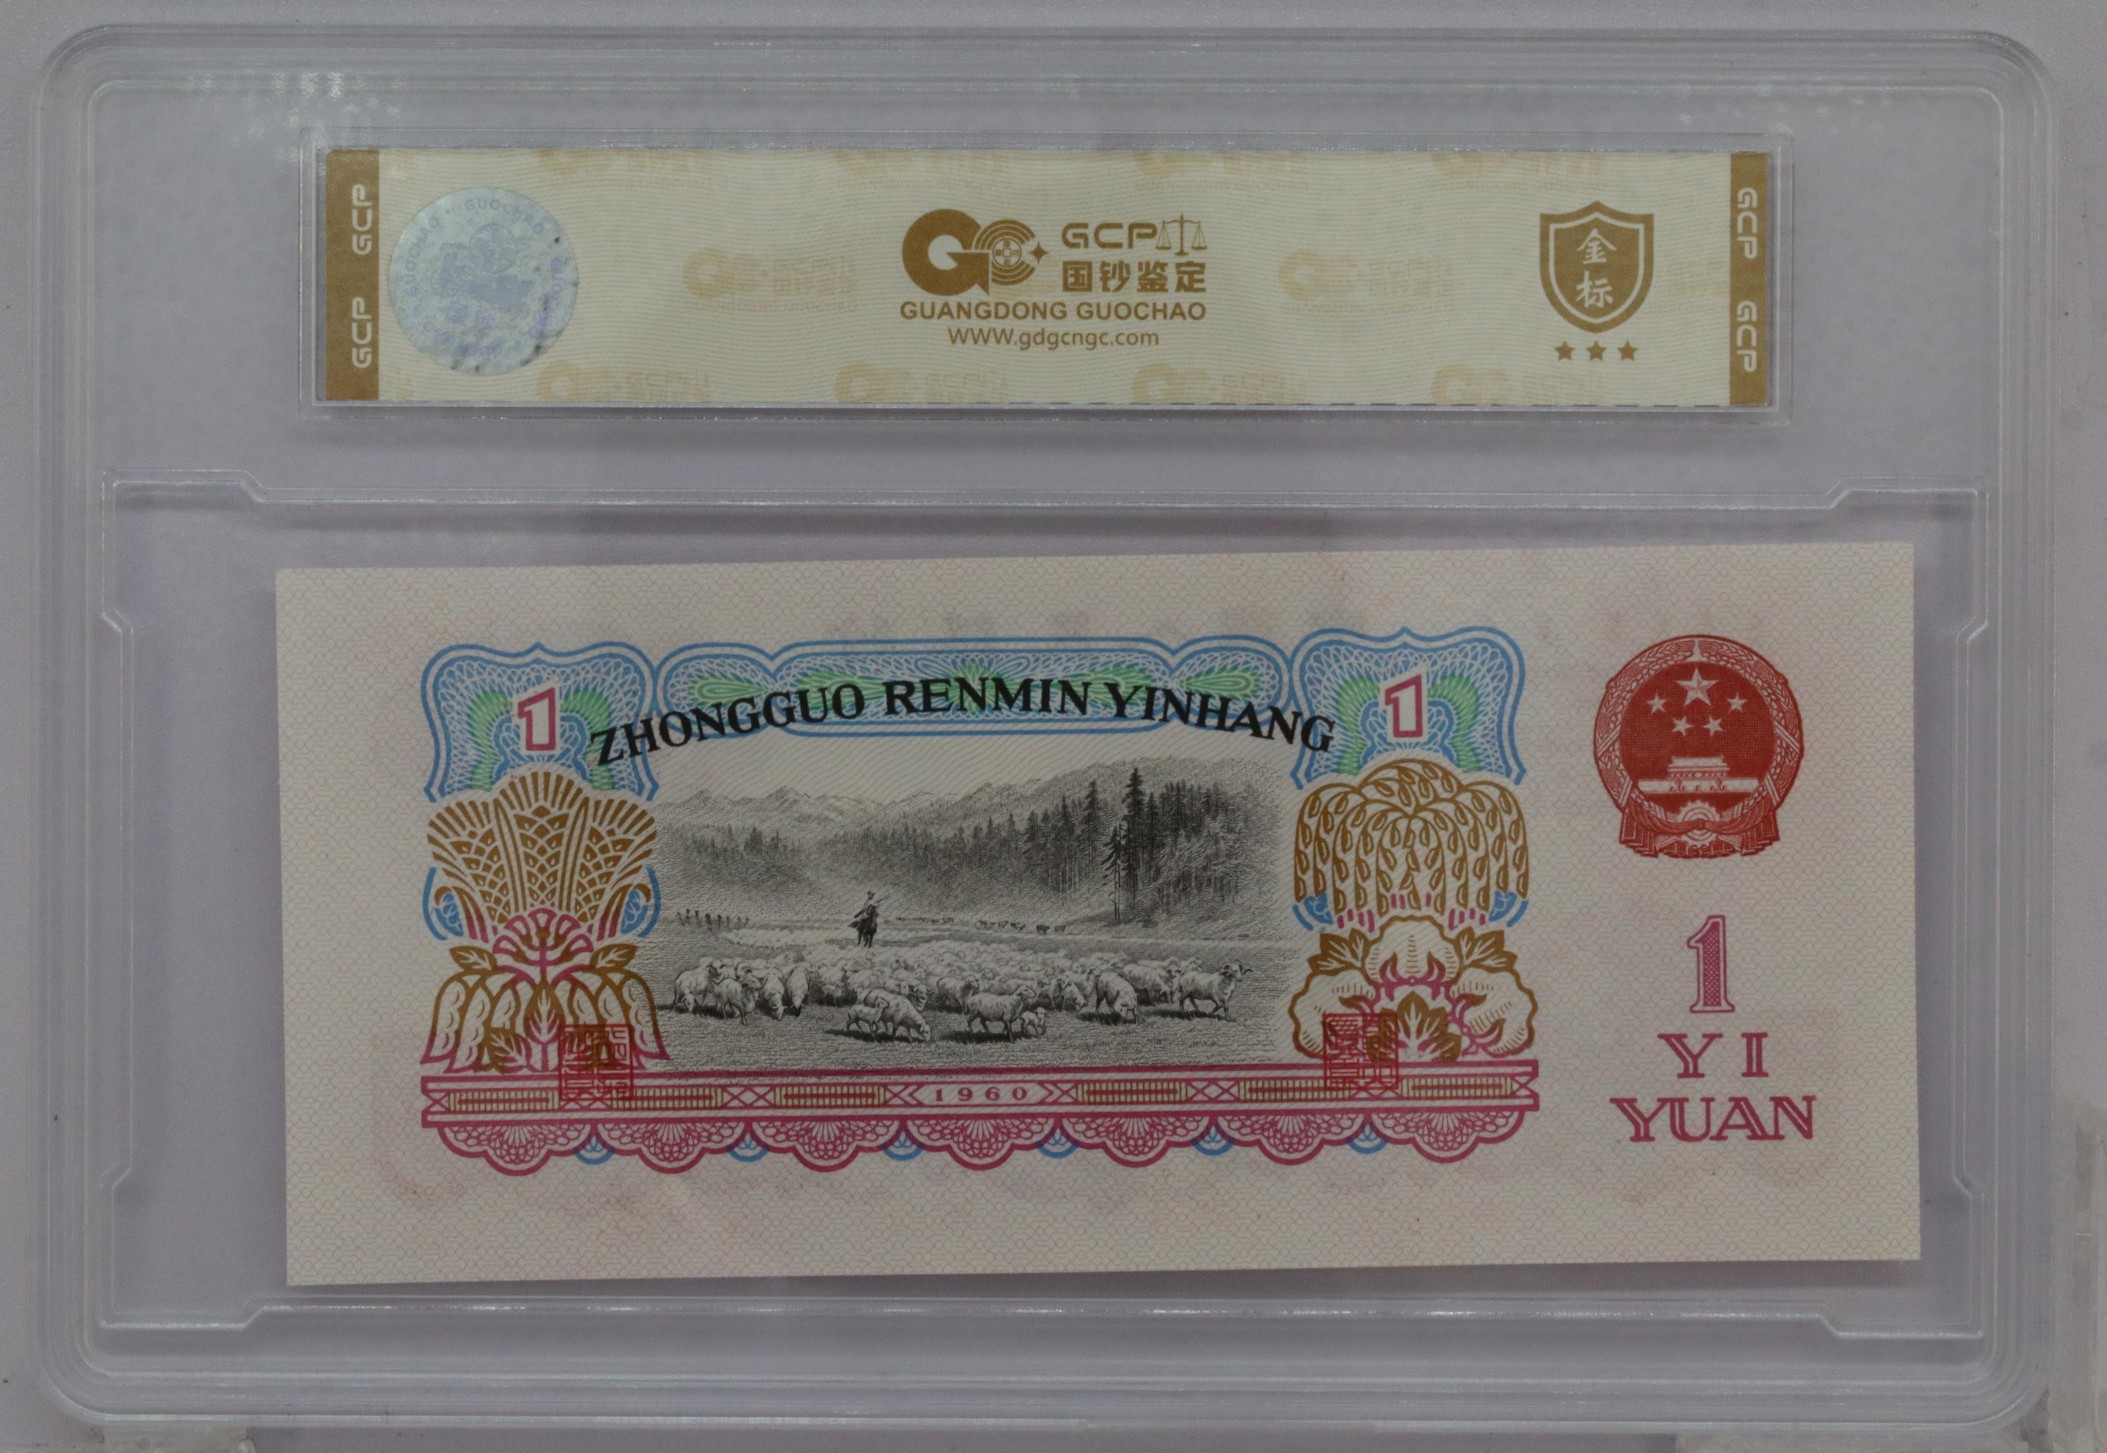 GCP GCP
GUOCHAO
GCP
国钞鉴定
GUANGDONG GUOCHAO
WWW.gdgcngc.com
金标
GCP GCP
1
ZHONGGUO RENMIN YINHANG
1
1960
1
YI
YUAN